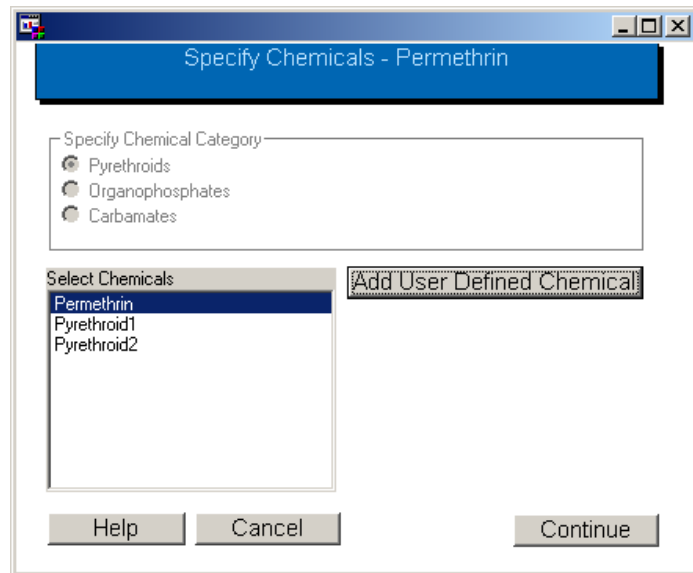 Specify Chemicals - Permethrin
Specify Chemical Category
Pyrethroids
Organophosphates
Carbamates
Select Chemicals
Add User Defined Chemical
Permethrin
Pyrethroid1
Pyrethroid2
Help
Cancel
Continue